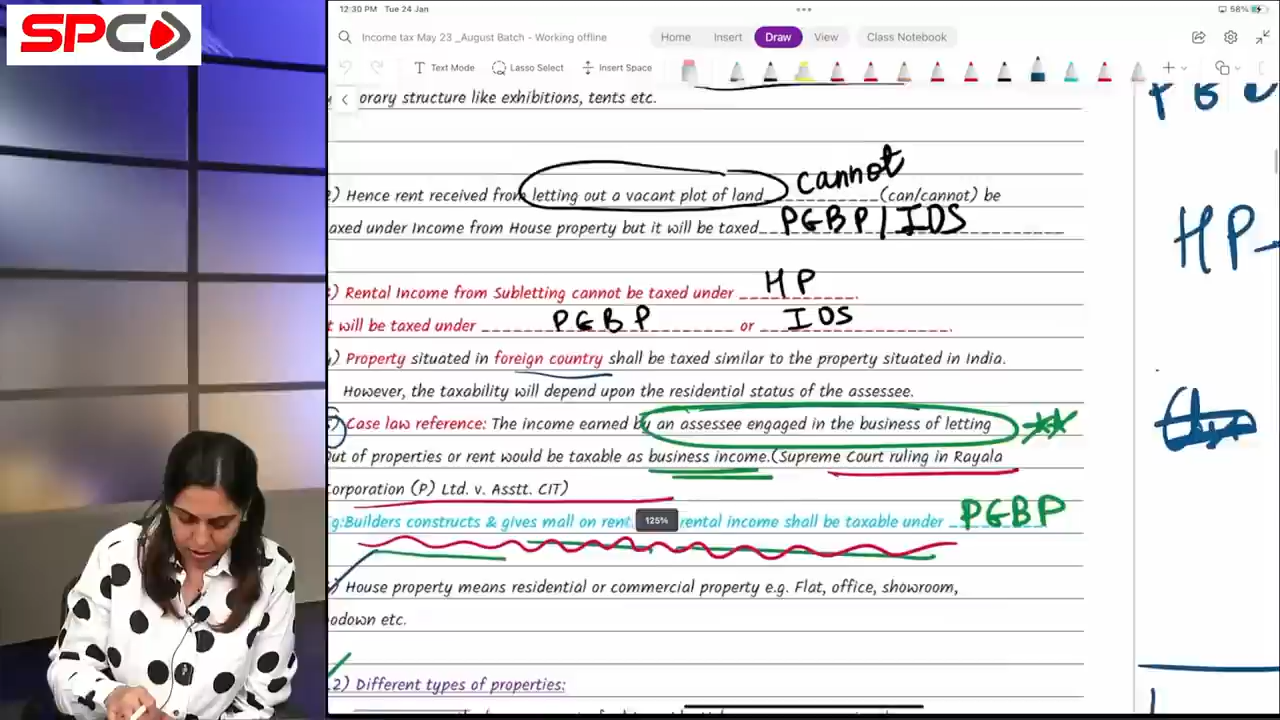 SPC
12:30 PM Tue 24 Jan
58%
Income tax May 23 _August Batch - Working offline
Home Insert Draw View Class Notebook
Text Mode Lasso Select Insert Space
orary structure like exhibitions, tents etc.
) Hence rent received from letting out a vacant plot of land cannot (can/cannot) be
axed under Income from House property but it will be taxed PGBP/IOS
) Rental Income from Subletting cannot be taxed under HP.
t will be taxed under PGBP or IOS.
) Property situated in foreign country shall be taxed similar to the property situated in India.
However, the taxability will depend upon the residential status of the assessee.
) Case law reference: The income earned by an assessee engaged in the business of letting
Out of properties or rent would be taxable as business income.(Supreme Court ruling in Rayala
orporation (P) Ltd. v. Asstt. CIT)
g:Builders constructs & gives mall on rent, rental income shall be taxable under PGBP
125%
) House property means residential or commercial property e.g. Flat, office, showroom,
odown etc.
2) Different types of properties:
HP-